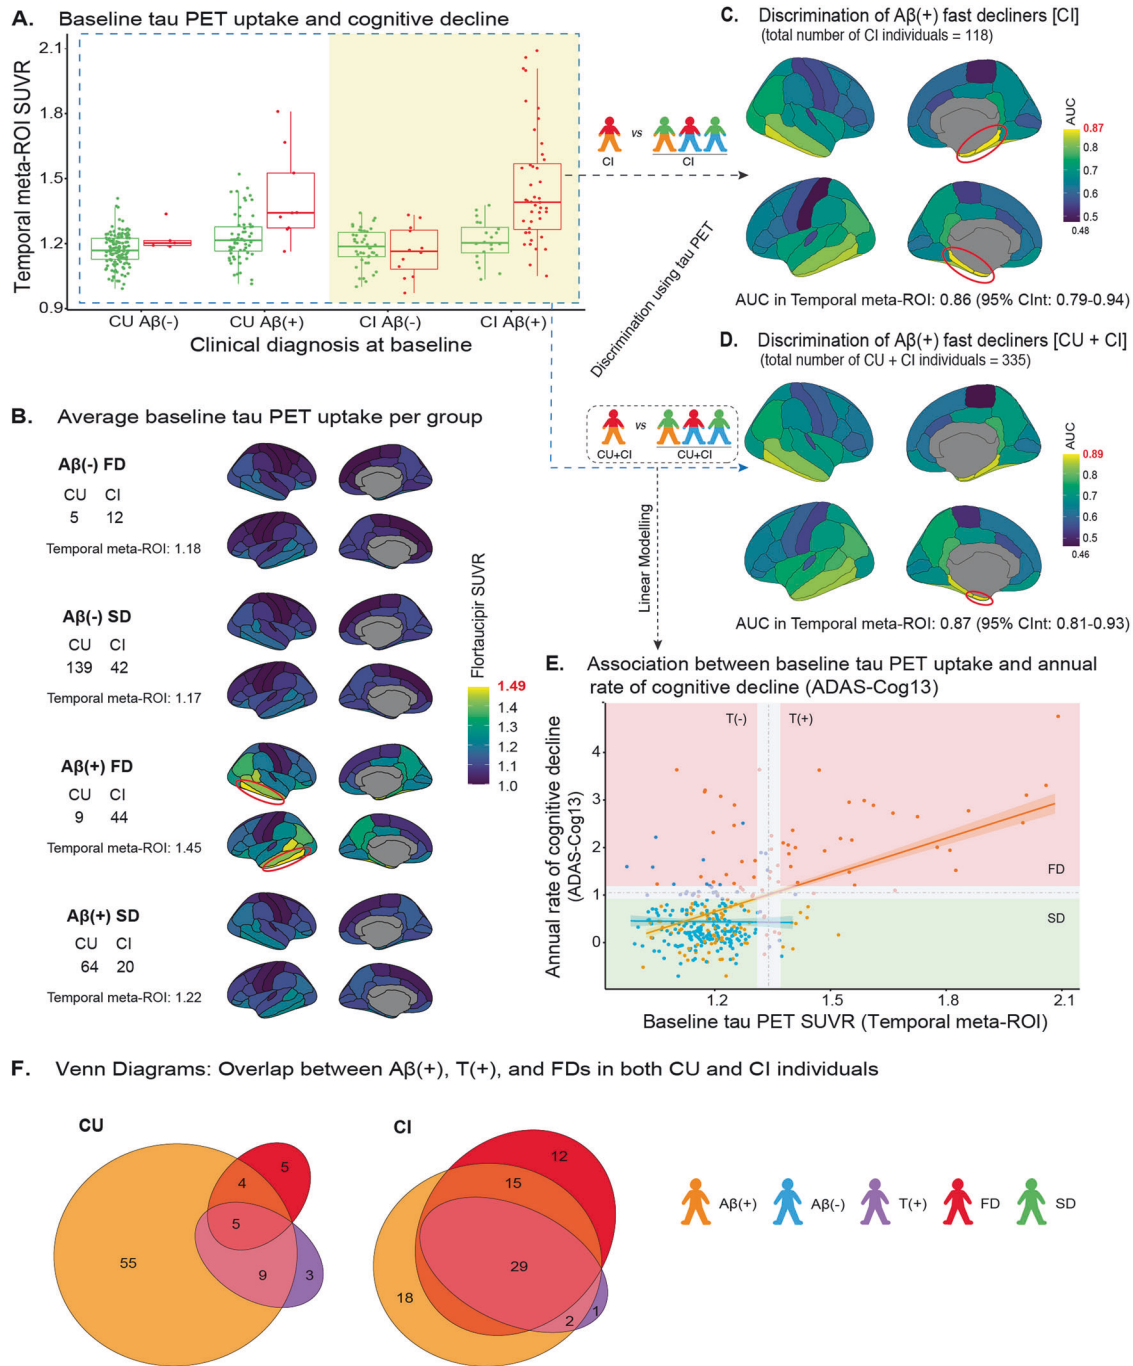 A. Baseline tau PET uptake and cognitive decline
Temporal meta-ROI SUVR
2.1
1.8
1.5
1.2
0.9
CU Aβ(-)
CU Aβ(+)
CI Aβ(-)
CI Aβ(+)
Clinical diagnosis at baseline
vs
CI
CI
Discrimination using tau PET
C. Discrimination of Aβ(+) fast decliners [CI]
(total number of CI individuals = 118)
AUC
0.87
0.8
0.7
0.6
0.5
0.48
AUC in Temporal meta-ROI: 0.86 (95% CInt: 0.79-0.94)
D. Discrimination of Aβ(+) fast decliners [CU + CI]
(total number of CU + CI individuals = 335)
vs
CU+CI
CU+CI
AUC
0.89
0.8
0.7
0.6
0.5
0.46
AUC in Temporal meta-ROI: 0.87 (95% CInt: 0.81-0.93)
Linear Modelling
B. Average baseline tau PET uptake per group
Aβ(-) FD
CU CI
5 12
Temporal meta-ROI: 1.18
Aβ(-) SD
CU CI
139 42
Temporal meta-ROI: 1.17
Aβ(+) FD
CU CI
9 44
Temporal meta-ROI: 1.45
Aβ(+) SD
CU CI
64 20
Temporal meta-ROI: 1.22
Flortaucipir SUVR
1.49
1.4
1.3
1.2
1.1
1.0
E. Association between baseline tau PET uptake and annual
rate of cognitive decline (ADAS-Cog13)
Annual rate of cognitive decline
(ADAS-Cog13)
T(-)
T(+)
4
3
2
1
0
FD
SD
1.2
1.5
1.8
2.1
Baseline tau PET SUVR (Temporal meta-ROI)
F. Venn Diagrams: Overlap between Aβ(+), T(+), and FDs in both CU and CI individuals
CU
5
4
5
55
9
3
CI
12
15
29
18
2
1
Aβ(+)
Aβ(-)
T(+)
FD
SD